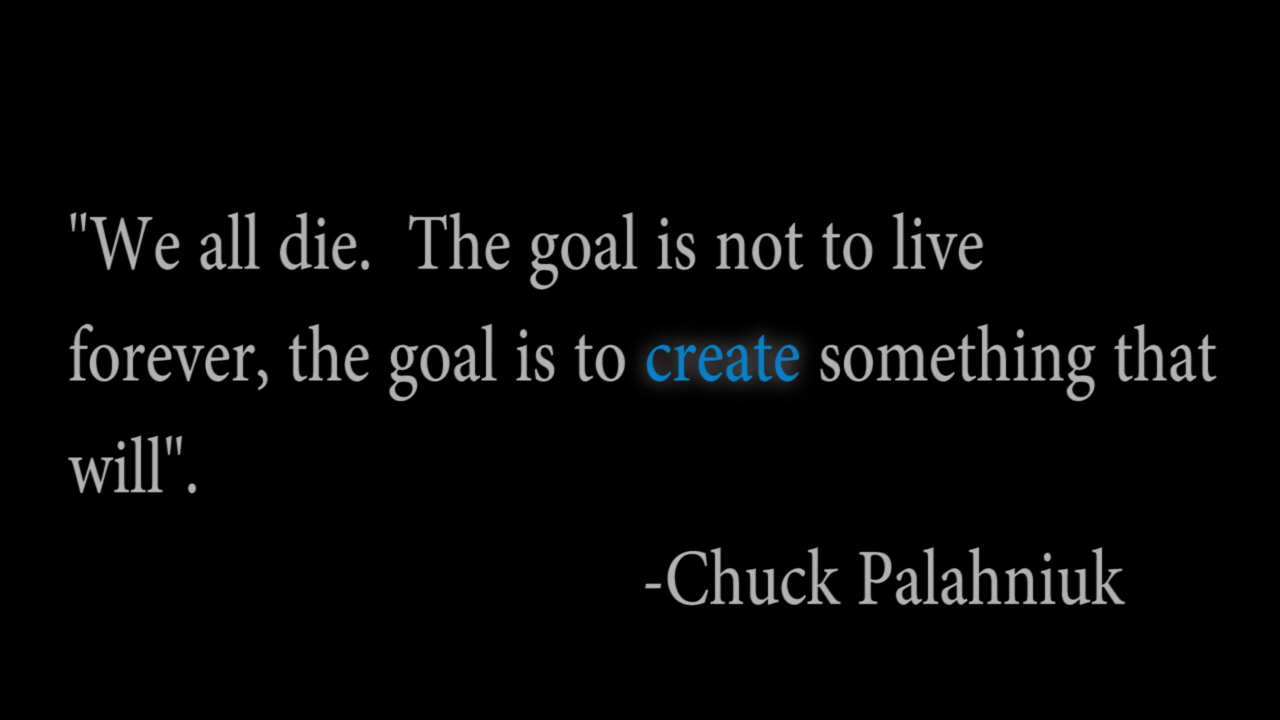 "We all die.  The goal is not to live
forever, the goal is to create something that
will".
-Chuck Palahniuk